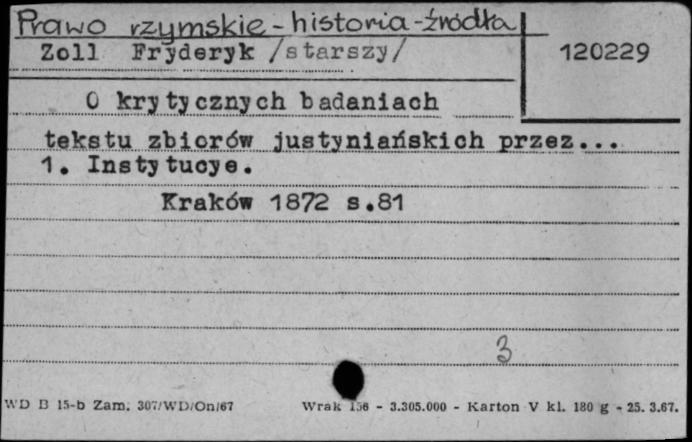 Prawo rzymskie - historia - źródła
Zoll Fryderyk /starszy/
120229
O krytycznych badaniach
tekstu zbiorów justyniańskich przez...
1. Instytucye.
Kraków 1872 s.81
3
WD B 15-b Zam. 307/WD/On/67
Wrak 156 - 3.305.000 - Karton V kl. 180 g - 25. 3.67.